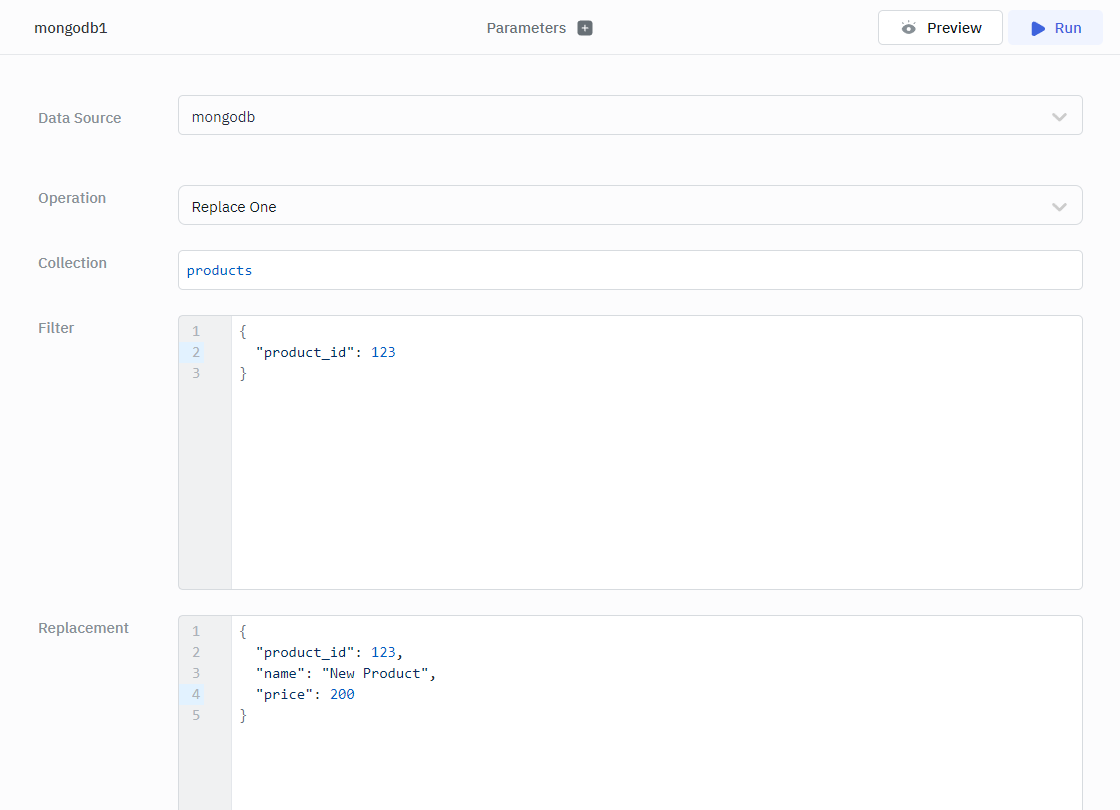 mongodb1
Parameters
Preview
Run
Data Source
mongodb
Operation
Replace One
Collection
products
Filter
1 {
2   "product_id": 123
3 }
Replacement
1 {
2   "product_id": 123,
3   "name": "New Product",
4   "price": 200
5 }